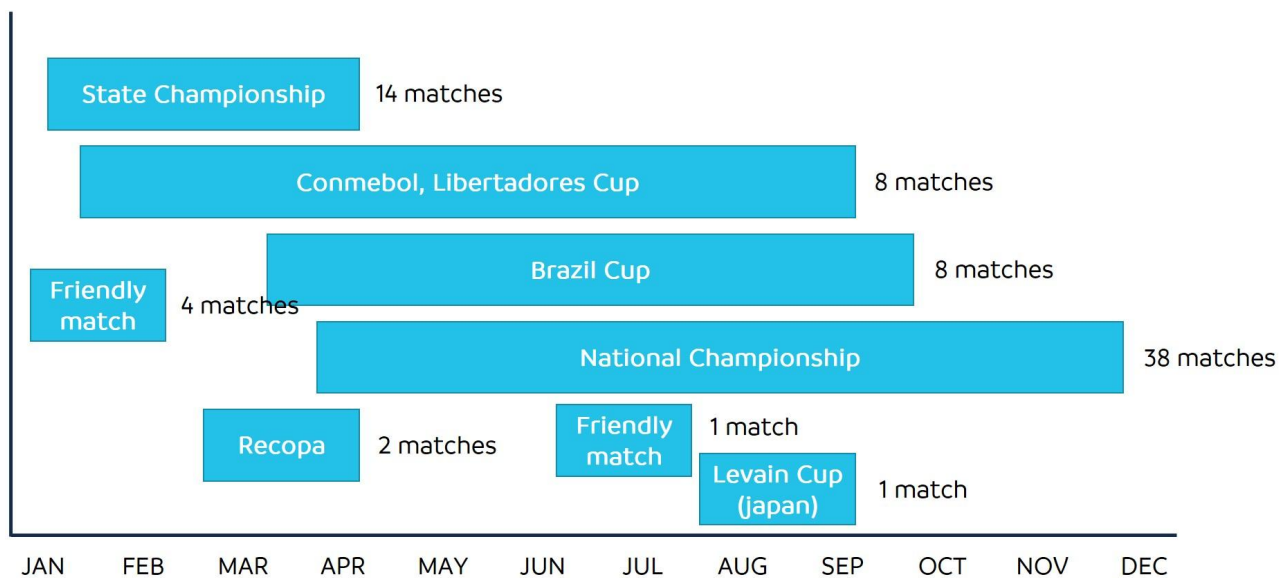 State Championship
14 matches
Conmebol, Libertadores Cup
8 matches
Brazil Cup
8 matches
Friendly
match
4 matches
National Championship
38 matches
Recopa
2 matches
Friendly
match
1 match
Levain Cup
(japan)
1 match
JAN FEB MAR APR MAY JUN JUL AUG SEP OCT NOV DEC